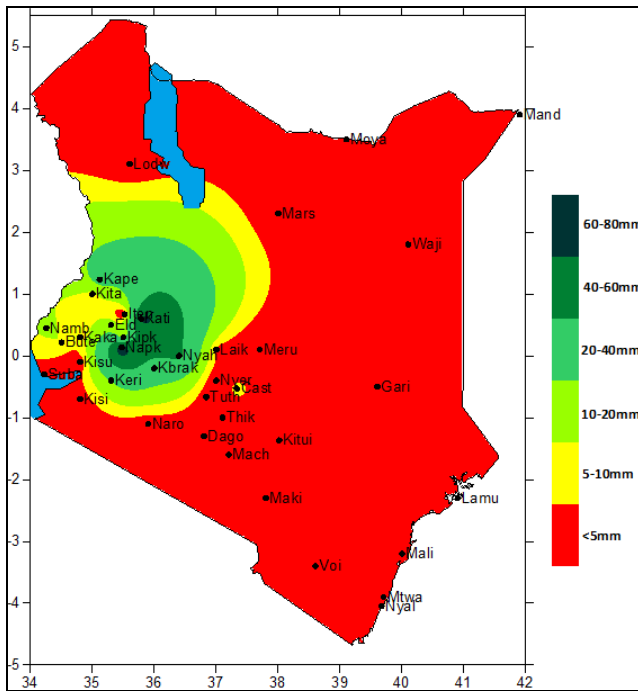 5
4
Mand
Moya
3
Lodw
Mars
2
Waji
60-80mm
Kape
40-60mm
1
Kita
Iten
Kati
Namb
Eld
Bute
Kaka
Kipk
20-40mm
Napk
Nyah
Laik
Meru
0
Kisu
Kbrak
Suba
Keri
Nyer
Cast
Gari
10-20mm
Kisi
Tuth
Thik
-1
Naro
Dago
Kitui
Mach
5-10mm
-2
Maki
Lamu
<5mm
-3
Mali
Voi
-4
Mtwa
Nyal
-5
34
35
36
37
38
39
40
41
42